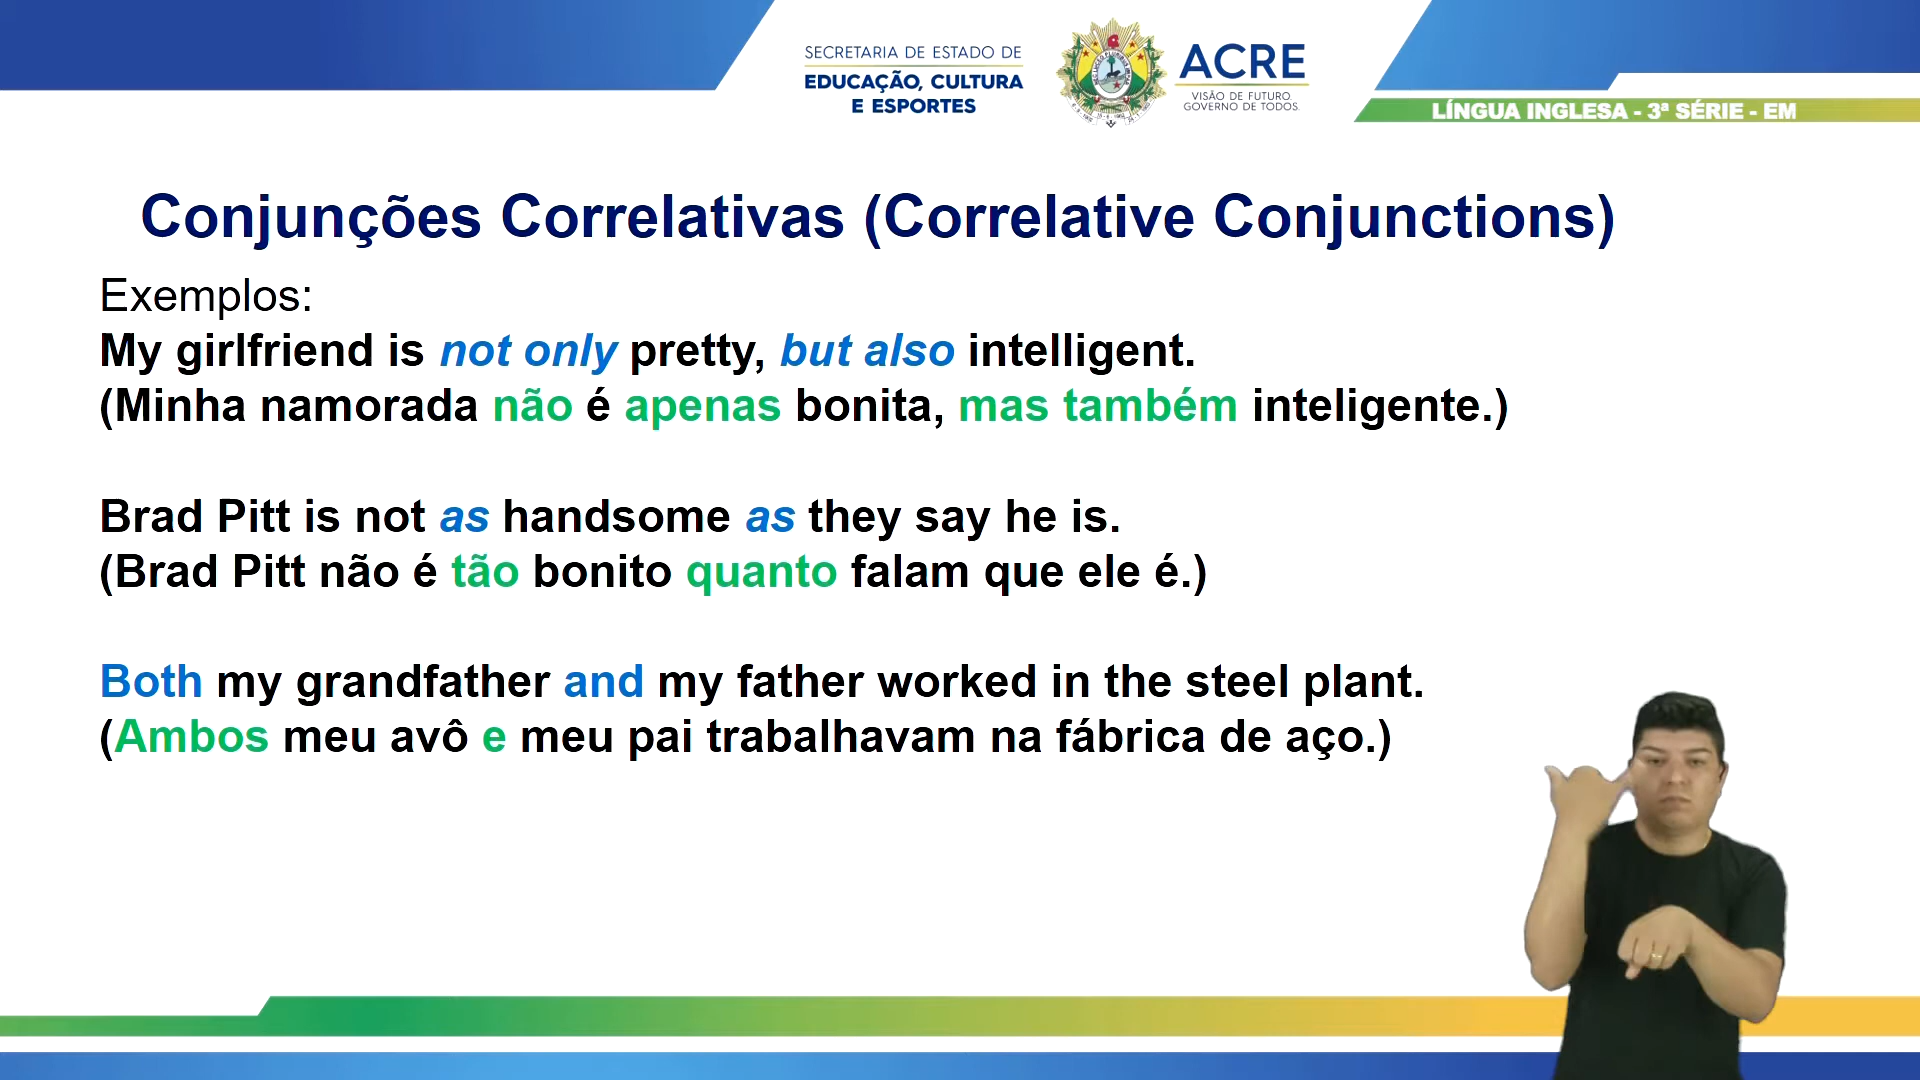 SECRETARIA DE ESTADO DE
EDUCAÇÃO, CULTURA
E ESPORTES
ACRE
VISÃO DE FUTURO.
GOVERNO DE TODOS.
LÍNGUA INGLESA - 3ª SÉRIE - EM
Conjunções Correlativas (Correlative Conjunctions)
Exemplos:
My girlfriend is not only pretty, but also intelligent.
(Minha namorada não é apenas bonita, mas também inteligente.)
Brad Pitt is not as handsome as they say he is.
(Brad Pitt não é tão bonito quanto falam que ele é.)
Both my grandfather and my father worked in the steel plant.
(Ambos meu avô e meu pai trabalhavam na fábrica de aço.)